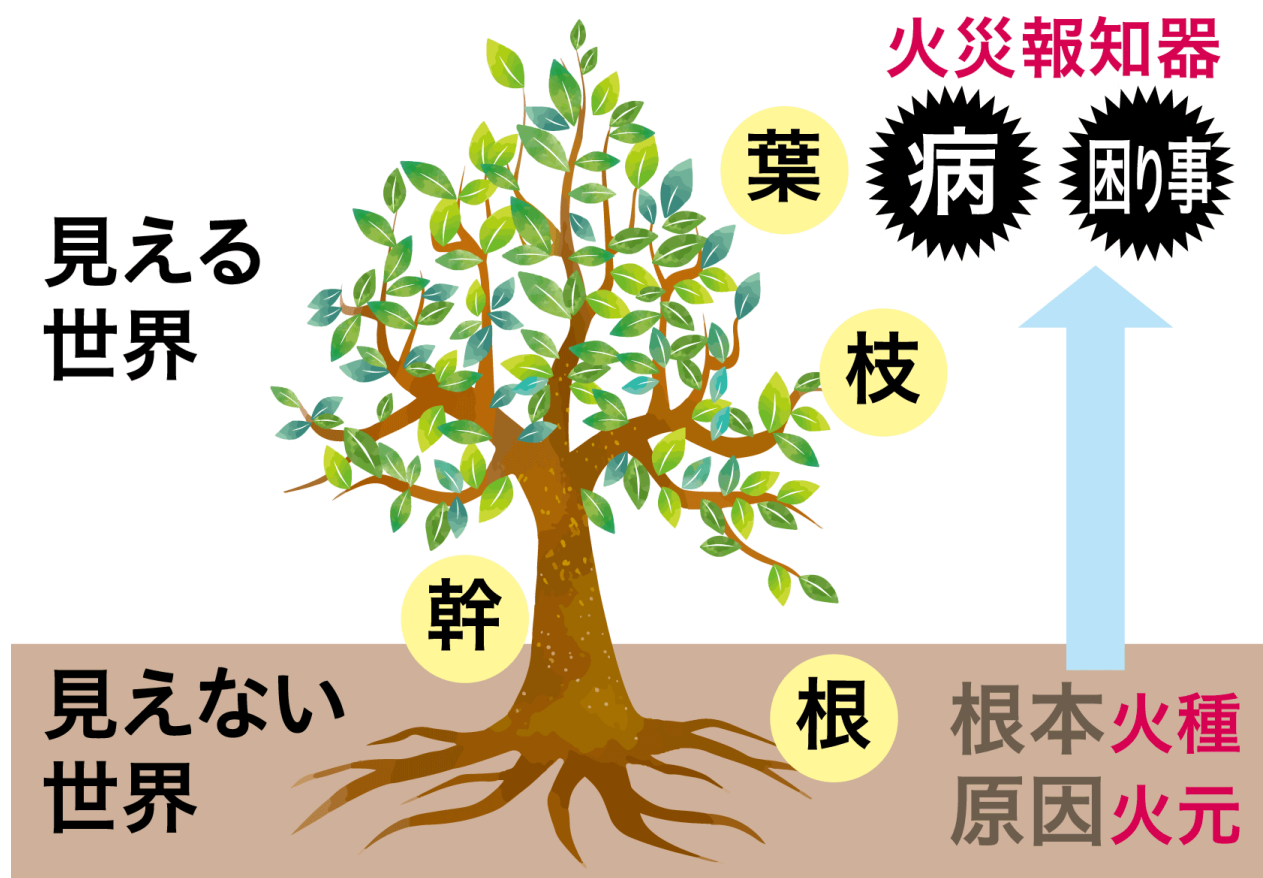 火災報知器
葉
病
困り事
見える
世界
枝
幹
見えない
世界
根
根本火種
原因火元